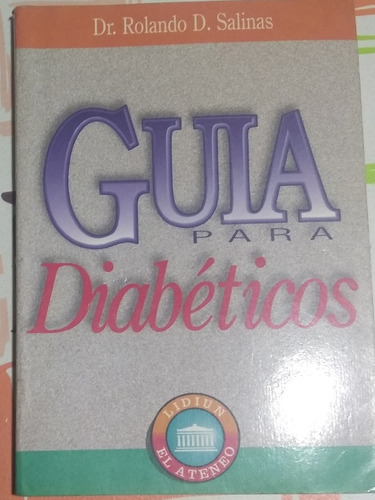 Dr. Rolando D. Salinas
GUIA
PARA
Diabéticos
LIDIUN
EL ATENEO